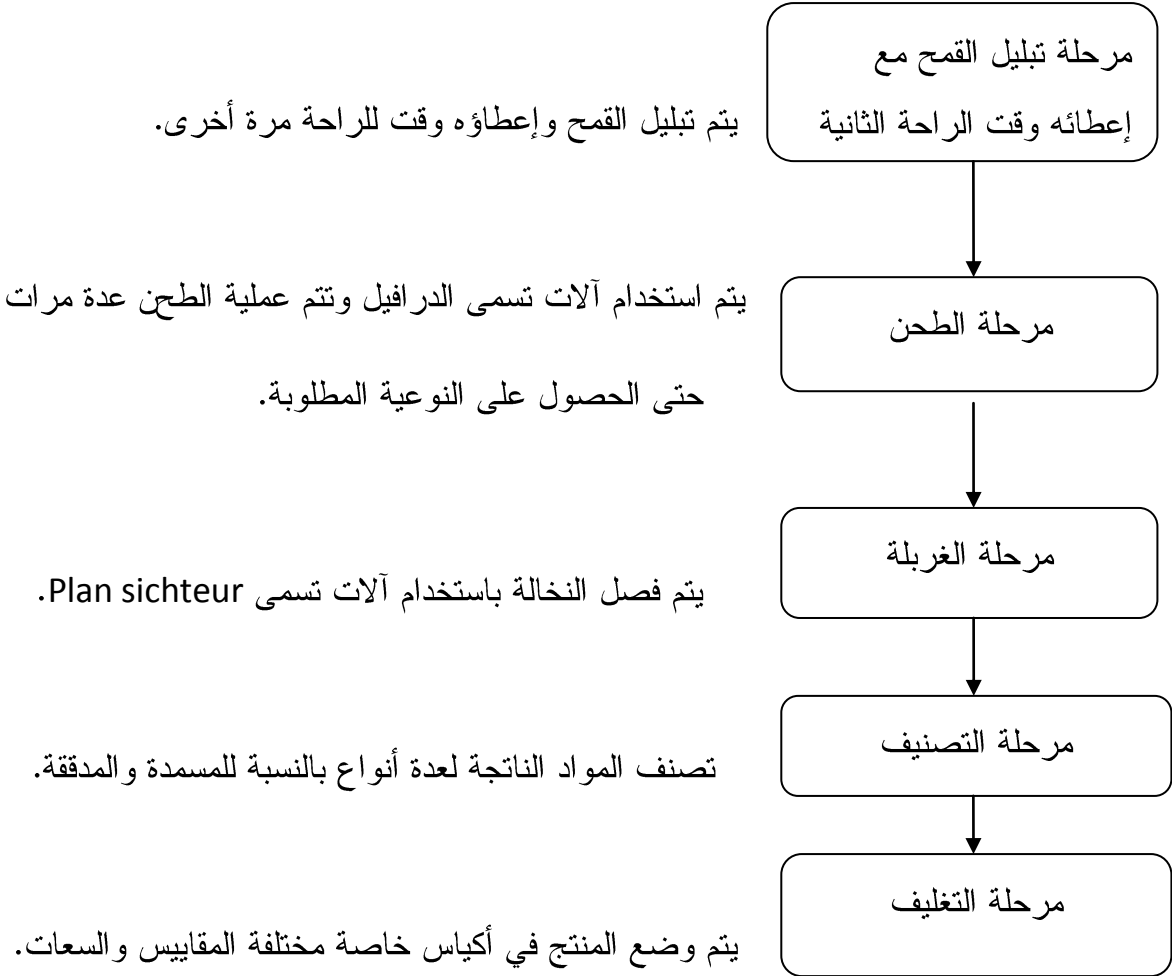 مرحلة تبليل القمح مع
إعطائه وقت الراحة الثانية
يتم تبليل القمح وإعطاؤه وقت للراحة مرة أخرى.
مرحلة الطحن
يتم استخدام آلات تسمى الدرافيل وتتم عملية الطحن عدة مرات
حتى الحصول على النوعية المطلوبة.
مرحلة الغربلة
يتم فصل النخالة باستخدام آلات تسمى Plan sichteur.
مرحلة التصنيف
تصنف المواد الناتجة لعدة أنواع بالنسبة للمسمدة والمدققة.
مرحلة التغليف
يتم وضع المنتج في أكياس خاصة مختلفة المقاييس والسعات.